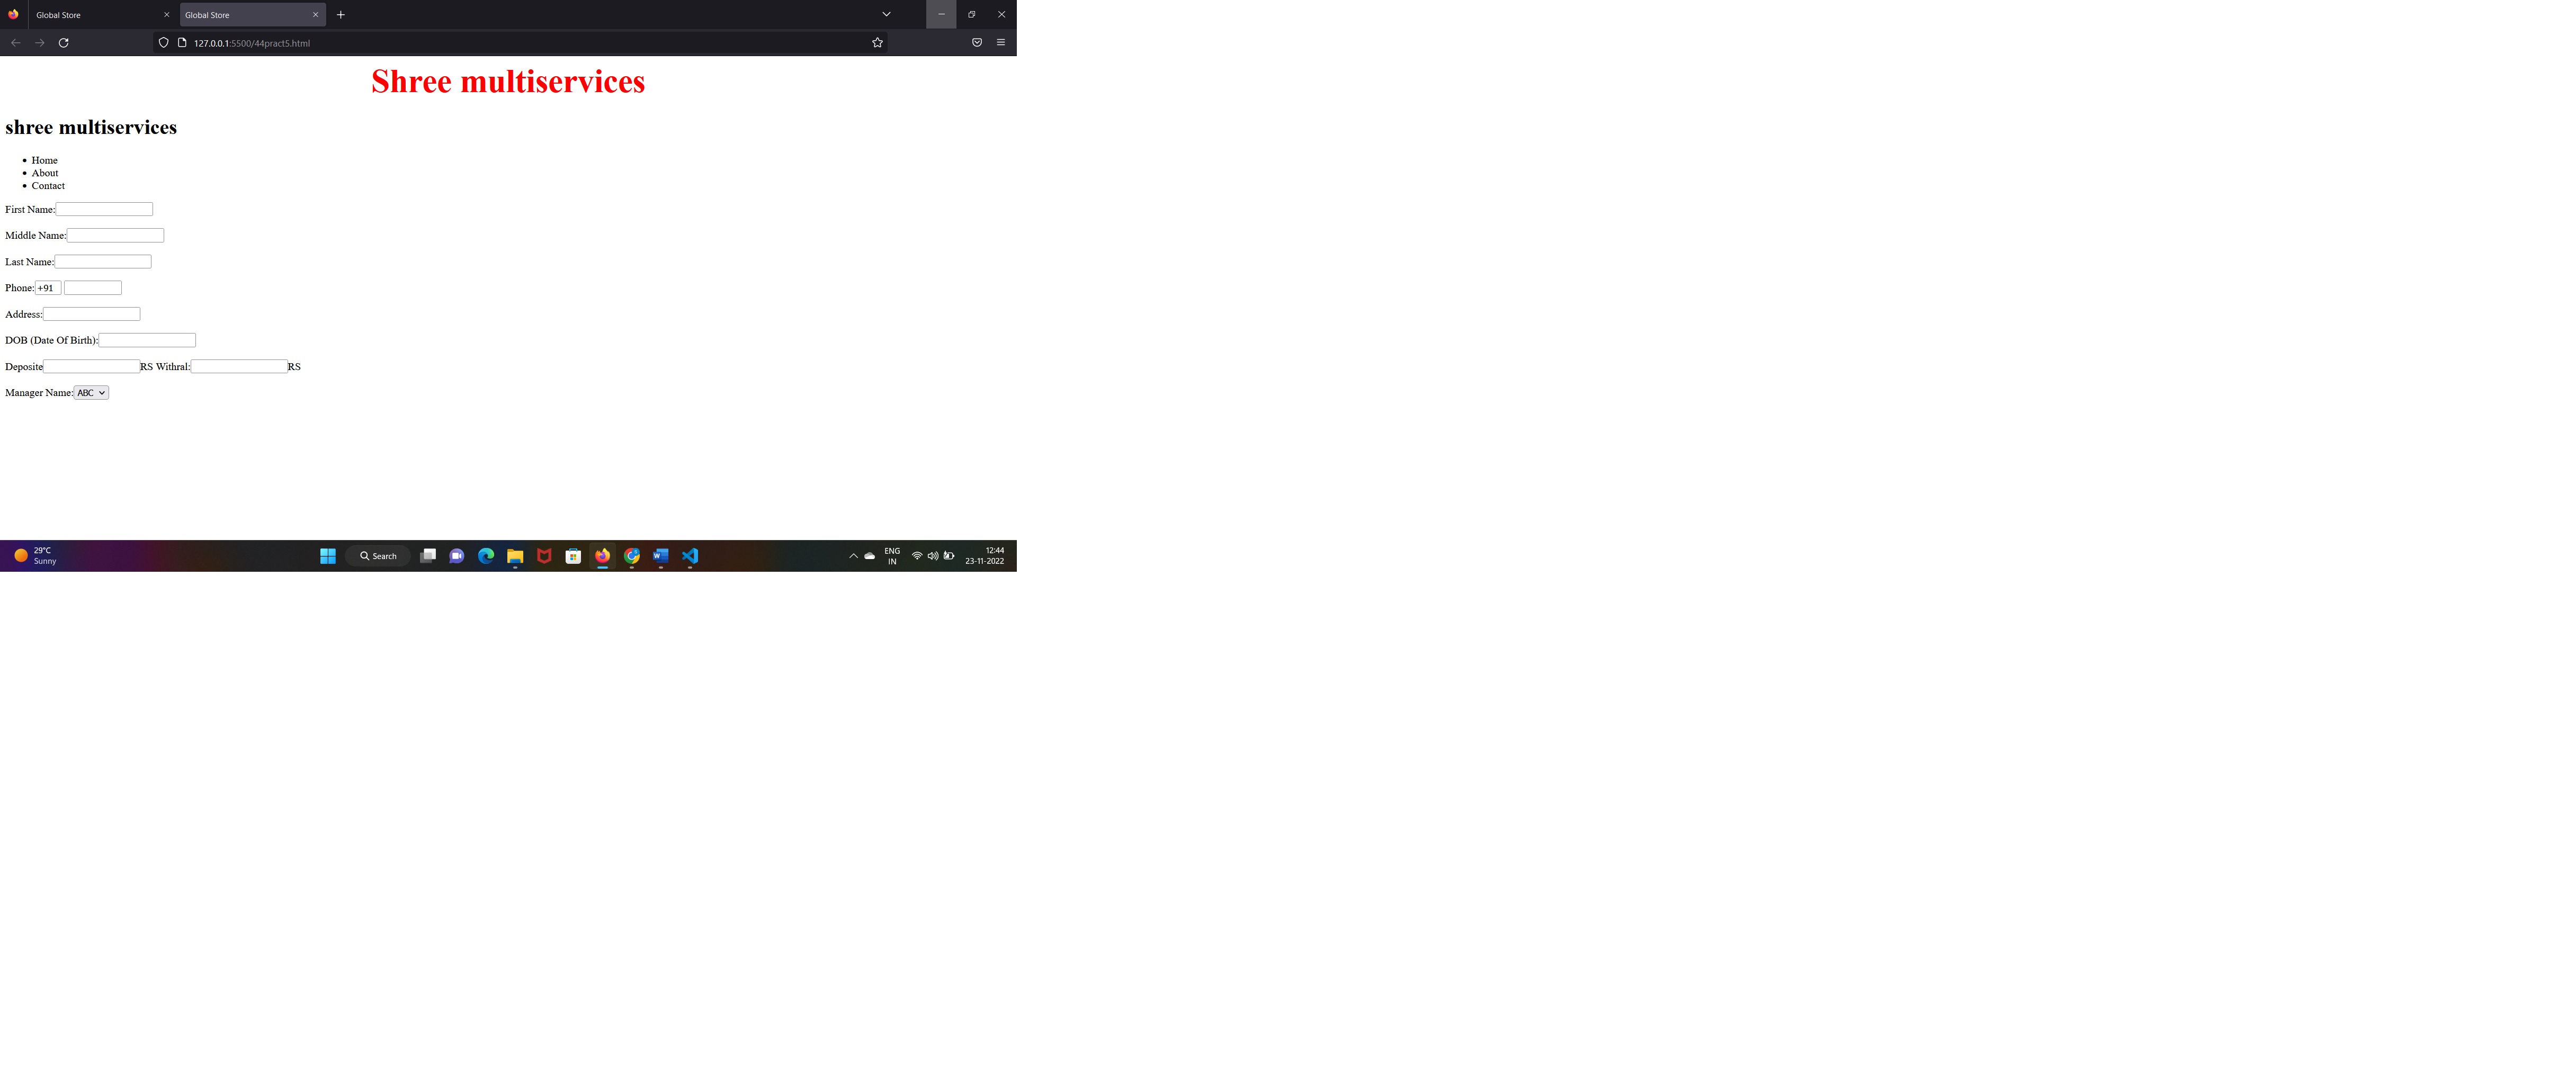 Global Store
Global Store
127.0.0.1:5500/44pract5.html
Shree multiservices
shree multiservices
Home
About
Contact
First Name:
Middle Name:
Last Name:
Phone: +91
Address:
DOB (Date Of Birth):
Deposite RS Withral: RS
Manager Name: ABC
29°C
Sunny
Search
ENG
IN
12:44
23-11-2022